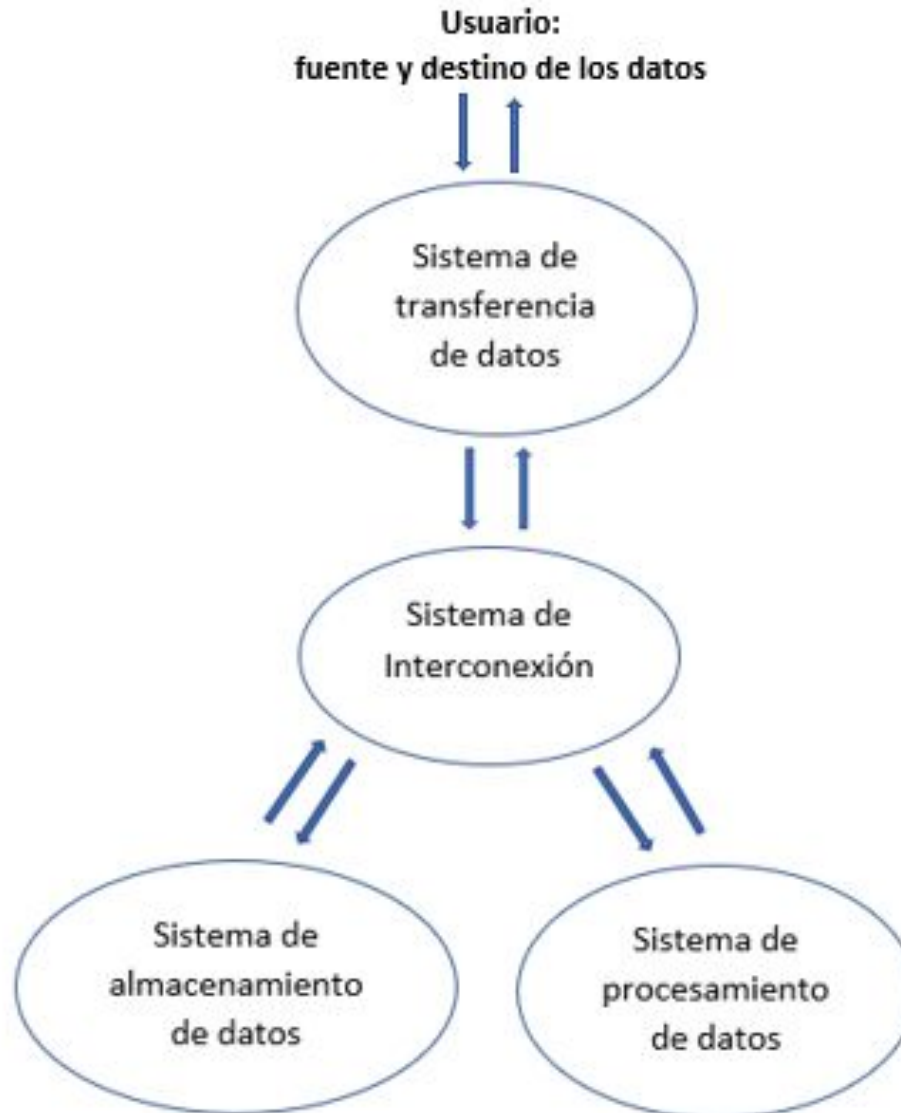 Usuario:
fuente y destino de los datos
Sistema de
transferencia
de datos
Sistema de
Interconexión
Sistema de
almacenamiento
de datos
Sistema de
procesamiento
de datos